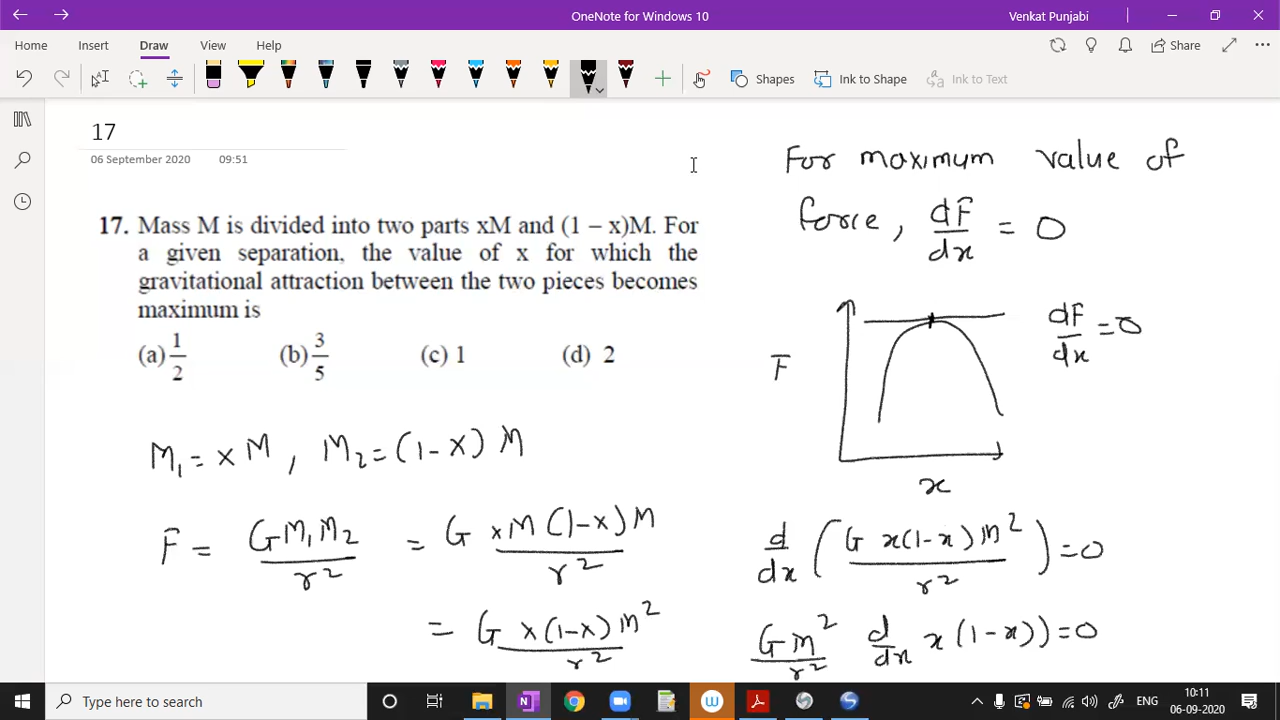 OneNote for Windows 10
Venkat Punjabi
Home Insert Draw View Help
Share
Shapes
Ink to Shape
Ink to Text
17
06 September 2020 09:51
17. Mass M is divided into two parts xM and (1 – x)M. For
a given separation, the value of x for which the
gravitational attraction between the two pieces becomes
maximum is
(a) 1/2 (b) 3/5 (c) 1 (d) 2
M₁ = x M , M₂ = (1-x) M
F = G M₁ M₂ / r² = G x M (1-x) M / r²
= G x (1-x) M² / r²
For maximum value of
force, dF/dx = 0
F
dF/dx = 0
x
d/dx ( G x(1-x) M² / r² ) = 0
G M² / r² d/dx x (1-x)) = 0
Type here to search
ENG
10:11
06-09-2020